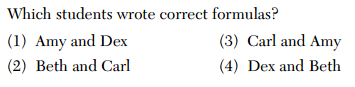 Which students wrote correct formulas?
(1) Amy and Dex (3) Carl and Amy
(2) Beth and Carl (4) Dex and Beth